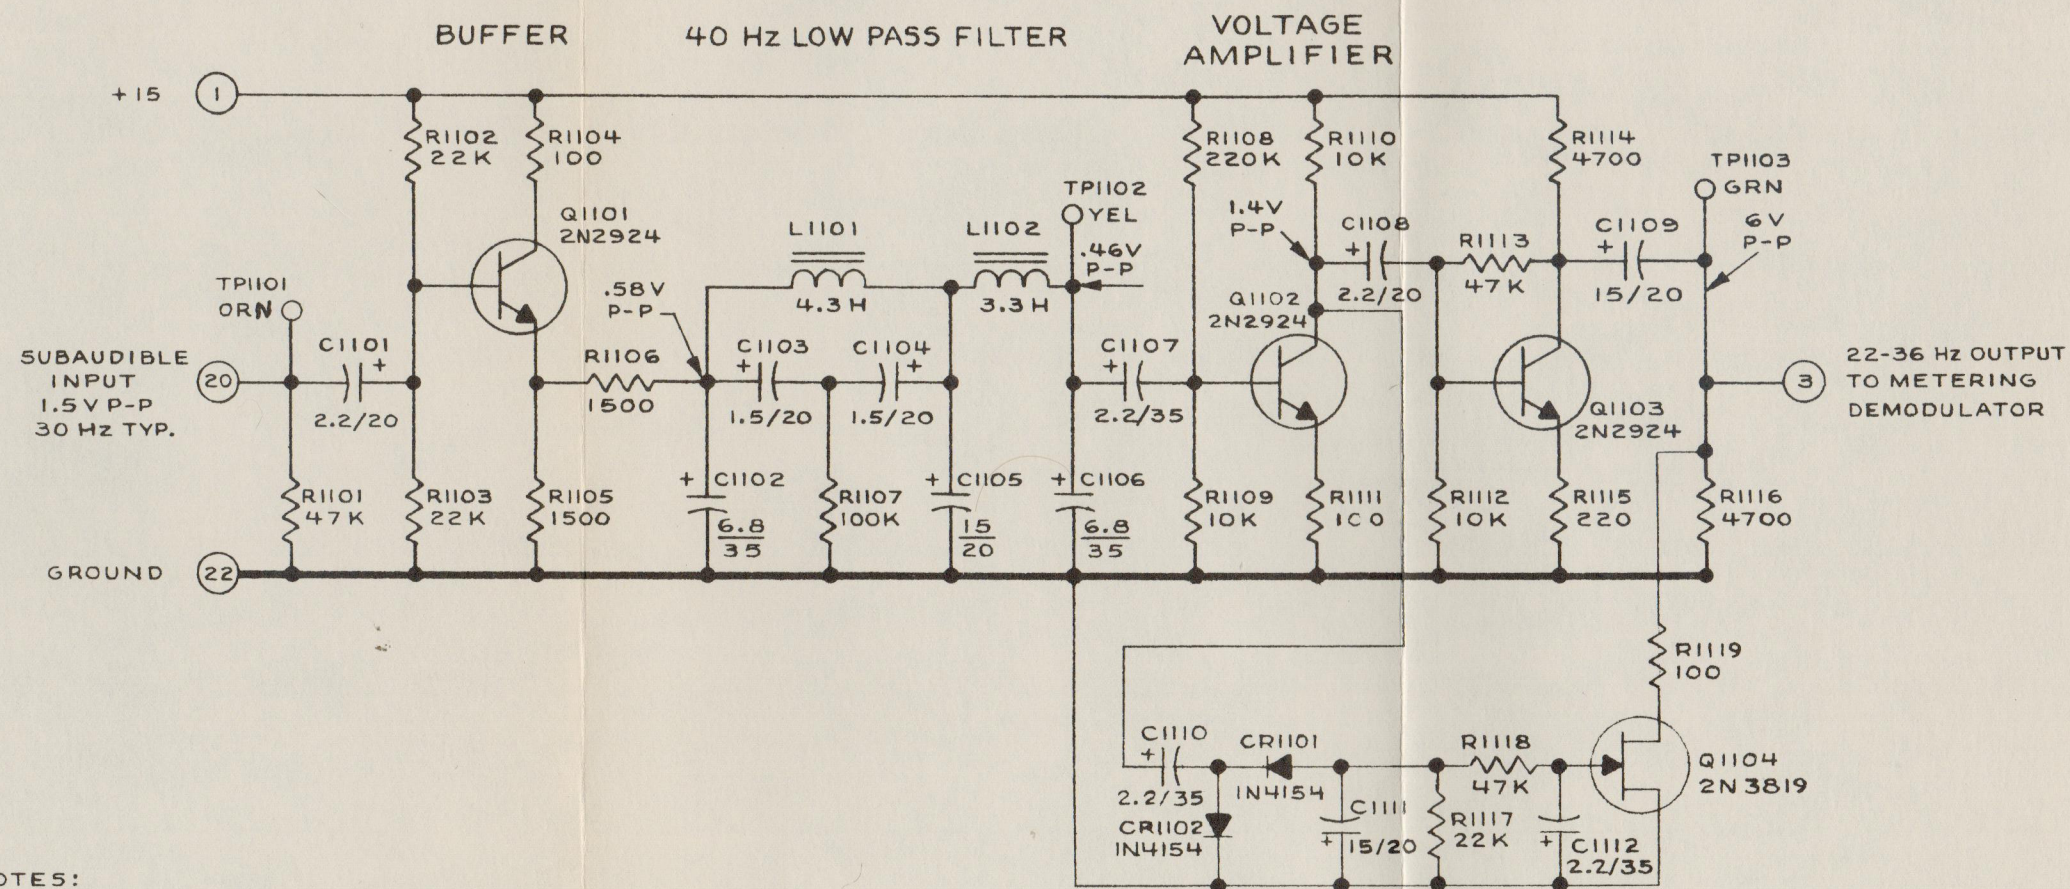 BUFFER
40 Hz LOW PASS FILTER
VOLTAGE
AMPLIFIER
+15
1
R1102
22K
R1104
100
R1108
220K
R1110
10K
R1114
4700
TP1103
GRN
Q1101
2N2924
TP1102
YEL
L1101
4.3 H
L1102
3.3 H
.46V
P-P
1.4V
P-P
C1108
+
2.2/20
R1113
47K
C1109
+
15/20
6V
P-P
TP1101
ORN
.58V
P-P
Q1102
2N2924
SUBAUDIBLE
INPUT
1.5 V P-P
30 Hz TYP.
20
C1101
+
2.2/20
R1106
1500
C1103
+
1.5/20
C1104
+
1.5/20
C1107
+
2.2/35
Q1103
2N2924
3
22-36 Hz OUTPUT
TO METERING
DEMODULATOR
R1101
47K
R1103
22K
R1105
1500
+ C1102
6.8
35
R1107
100K
+ C1105
15
20
+ C1106
6.8
35
R1109
10K
R1111
100
R1112
10K
R1115
220
R1116
4700
GROUND
22
R1119
100
C1110
+
2.2/35
CR1101
1N4154
R1118
47K
Q1104
2N3819
CR1102
1N4154
C1111
+ 15/20
R1117
22K
+ C1112
2.2/35
OTES: